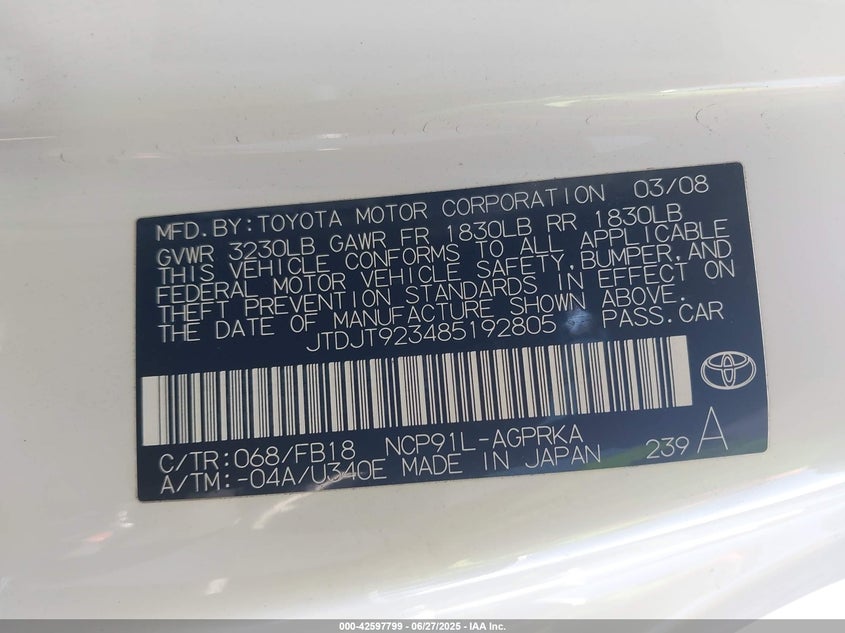 MFD.BY:TOYOTA MOTOR CORPORATION 03/08
GVWR 3230LB GAWR FR 1830LB RR 1830LB
THIS VEHICLE CONFORMS TO ALL APPLICABLE
FEDERAL MOTOR VEHICLE SAFETY,BUMPER,AND
THEFT PREVENTION STANDARDS IN EFFECT ON
THE DATE OF MANUFACTURE SHOWN ABOVE.
JTDJT923485192805 PASS.CAR
C/TR:068/FB18 NCP91L-AGPRKA
A/TM:-04A/U340E MADE IN JAPAN 239 A
000-42597799 - 06/27/2025 - IAA Inc.